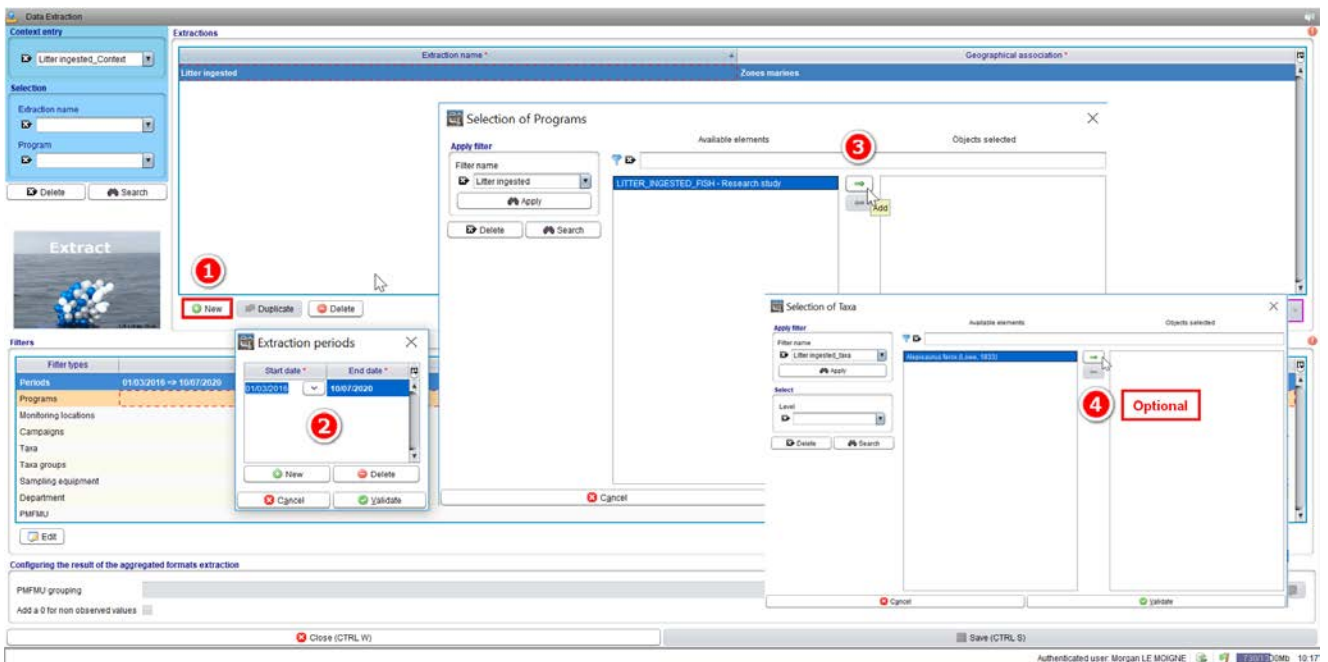 Data Extraction
Context entry
Litter ingested_Context
Selection
Extraction name
Program
Delete
Search
Extract
Extractions
Extraction name *
Geographical association *
Litter ingested
Zones marines
1
New
Duplicate
Delete
Selection of Programs
Apply filter
Filter name
Litter ingested
Apply
Delete
Search
Available elements
Objects selected
LITTER_INGESTED_FISH - Research study
3
Add
Cancel
Selection of Taxa
Apply filter
Filter name
Litter ingested_taxa
Apply
Select
Level
Delete
Search
Available elements
Objects selected
Alepisaurus ferox (Lowe, 1833)
4
Optional
Cancel
Validate
Extraction periods
Start date *
End date *
01/03/2016
10/07/2020
2
New
Delete
Cancel
Validate
Filters
Filter types
Periods
01/03/2016 => 10/07/2020
Programs
Monitoring locations
Campaigns
Taxa
Taxa groups
Sampling equipment
Department
PMFMU
Edit
Configuring the result of the aggregated formats extraction
PMFMU grouping
Add a 0 for non observed values
Close (CTRL W)
Save (CTRL S)
Authenticated user: Morgan LE MOIGNE
10:17